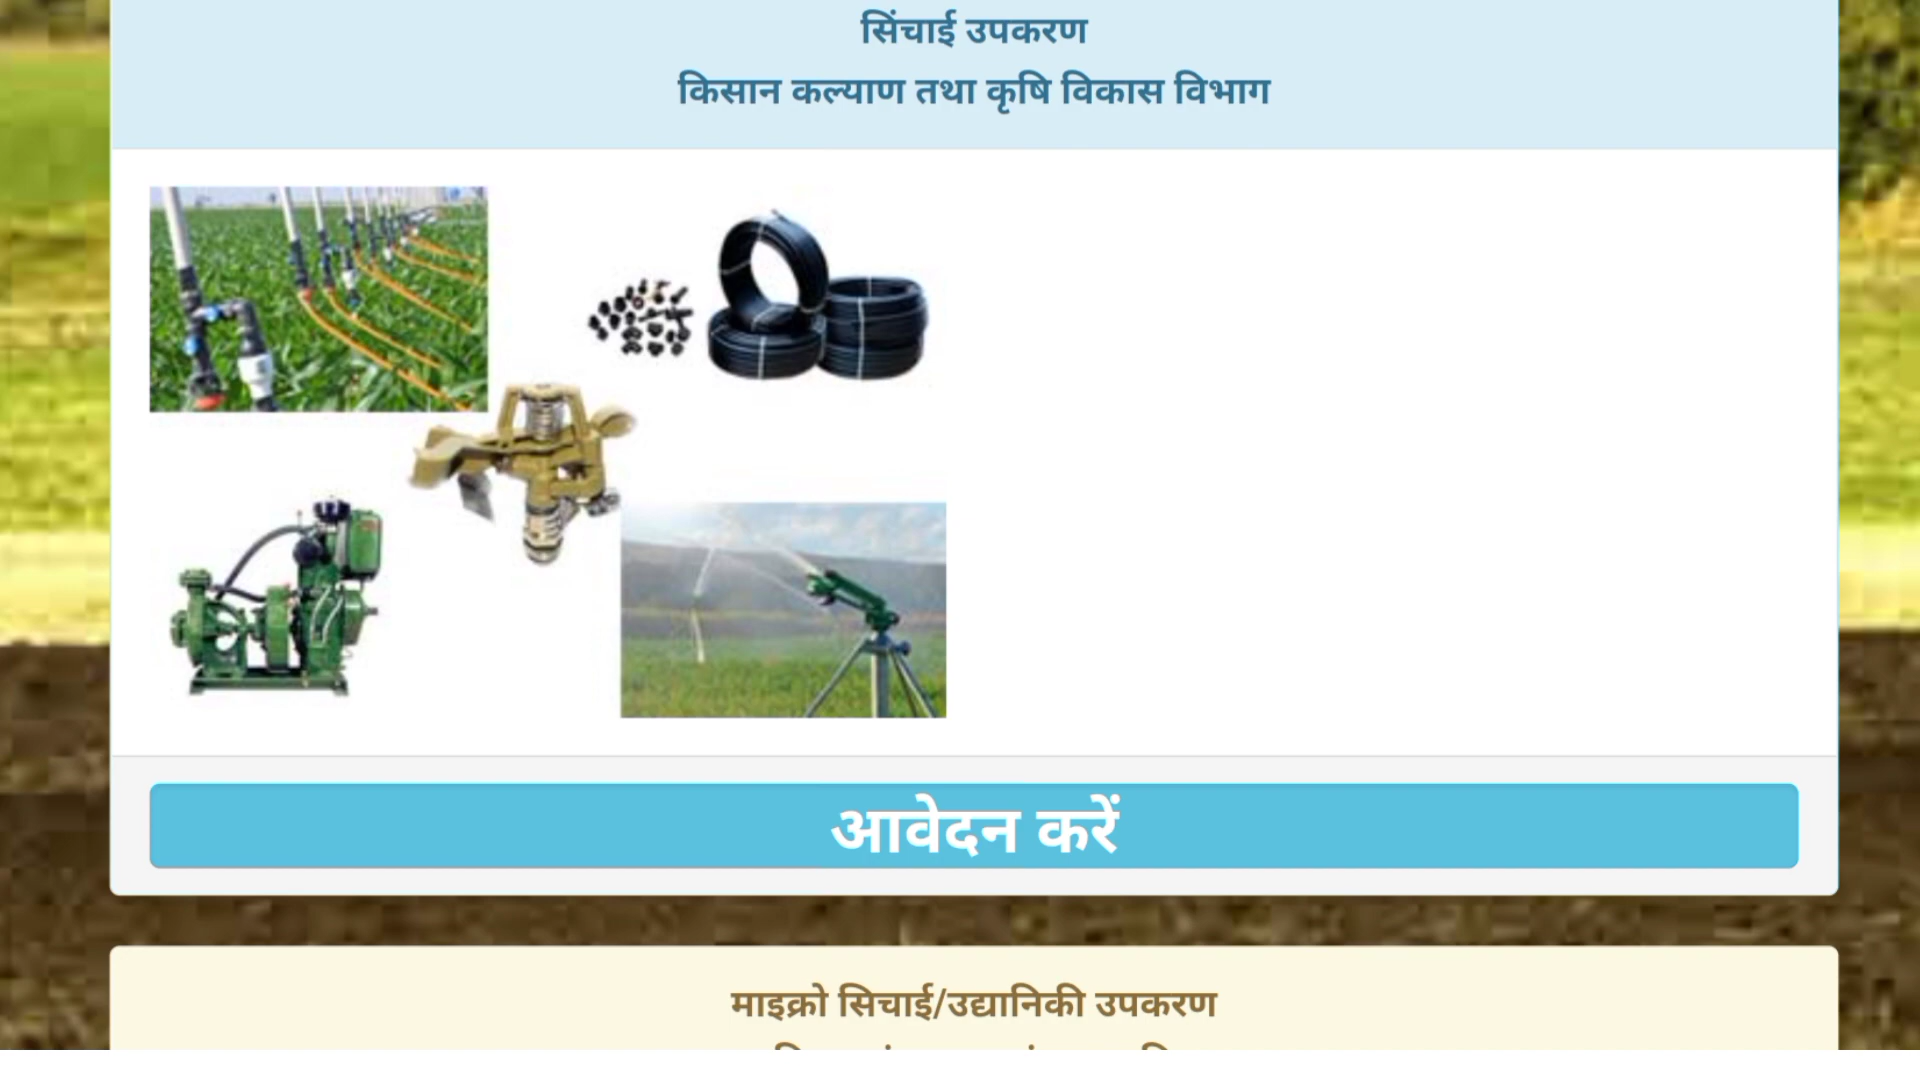 सिंचाई उपकरण
किसान कल्याण तथा कृषि विकास विभाग
आवेदन करें
माइक्रो सिचाई/उद्यानिकी उपकरण